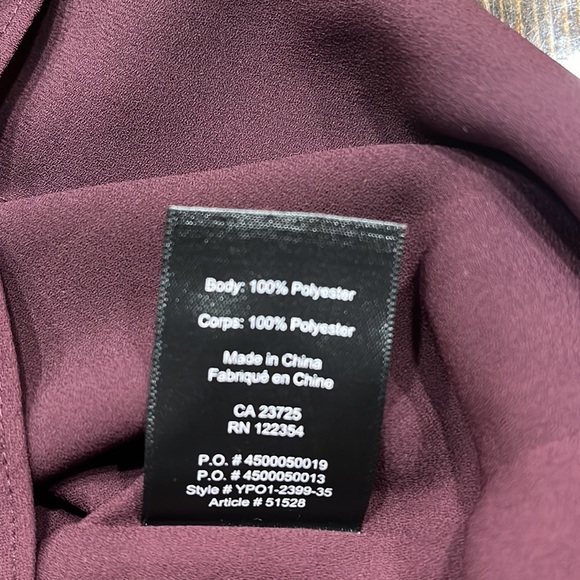 Body: 100% Polyester
Corps: 100% Polyester
Made in China
Fabriqué en Chine
CA 23725
RN 122354
P.O. # 4500050019
P.O. # 4500050013
Style # YPO1-2399-35
Article # 51528